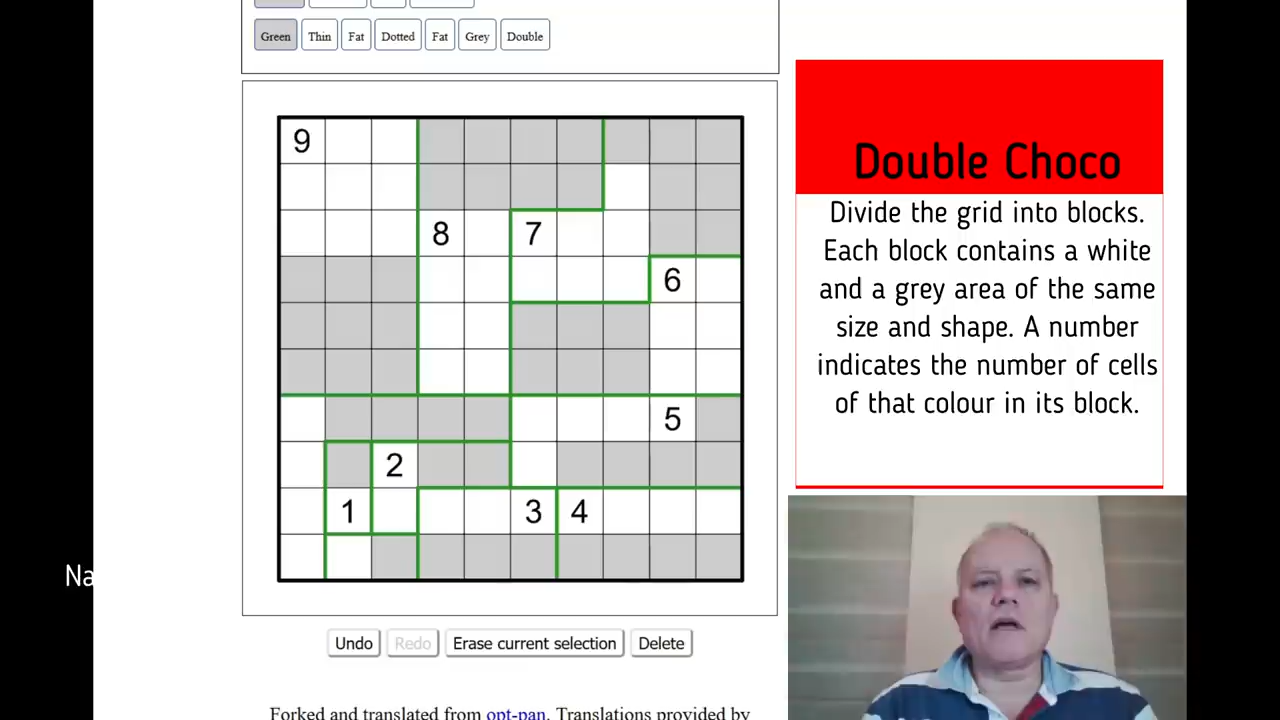 Green Thin Fat Dotted Fat Grey Double
Double Choco
Divide the grid into blocks.
Each block contains a white
and a grey area of the same
size and shape. A number
indicates the number of cells
of that colour in its block.
9
8 7
6
5
2
1 3 4
Na
Undo Redo Erase current selection Delete
Forked and translated from opt-pan. Translations provided by